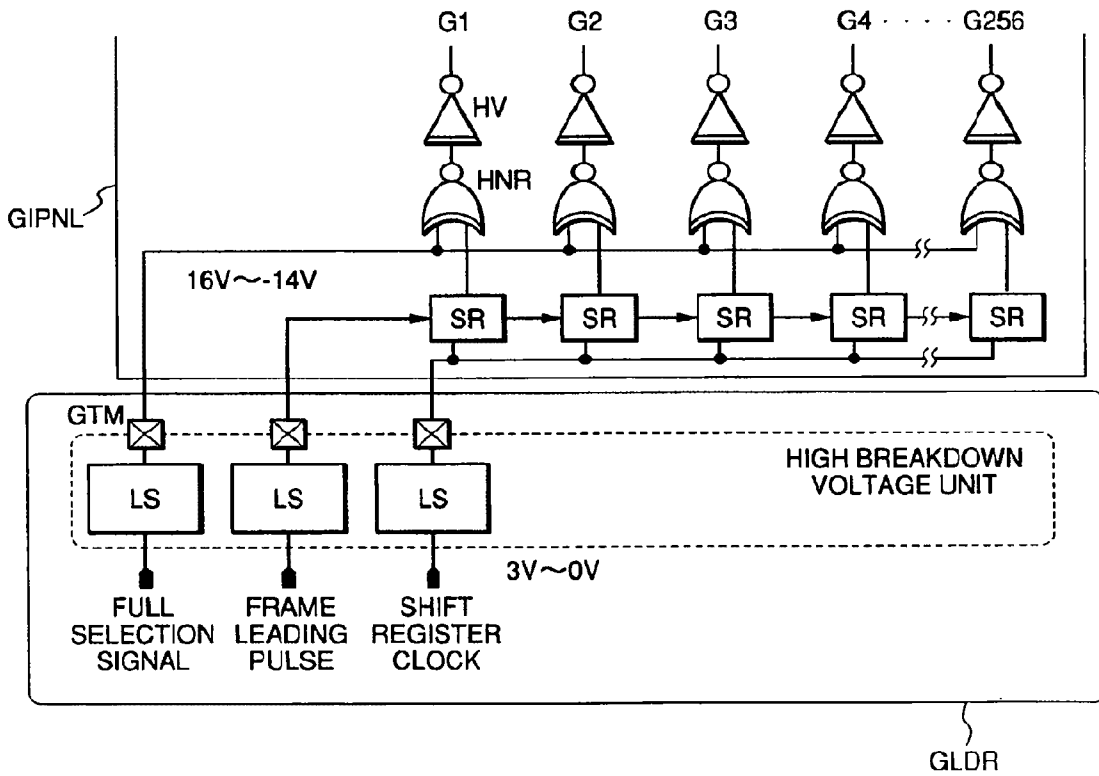 G1 G2 G3 G4 · · · · · G256
HV
HNR
GIPNL
16V～-14V
SR SR SR SR SR
GTM
LS LS LS
HIGH BREAKDOWN
VOLTAGE UNIT
3V～0V
FULL
SELECTION
SIGNAL
FRAME
LEADING
PULSE
SHIFT
REGISTER
CLOCK
GLDR